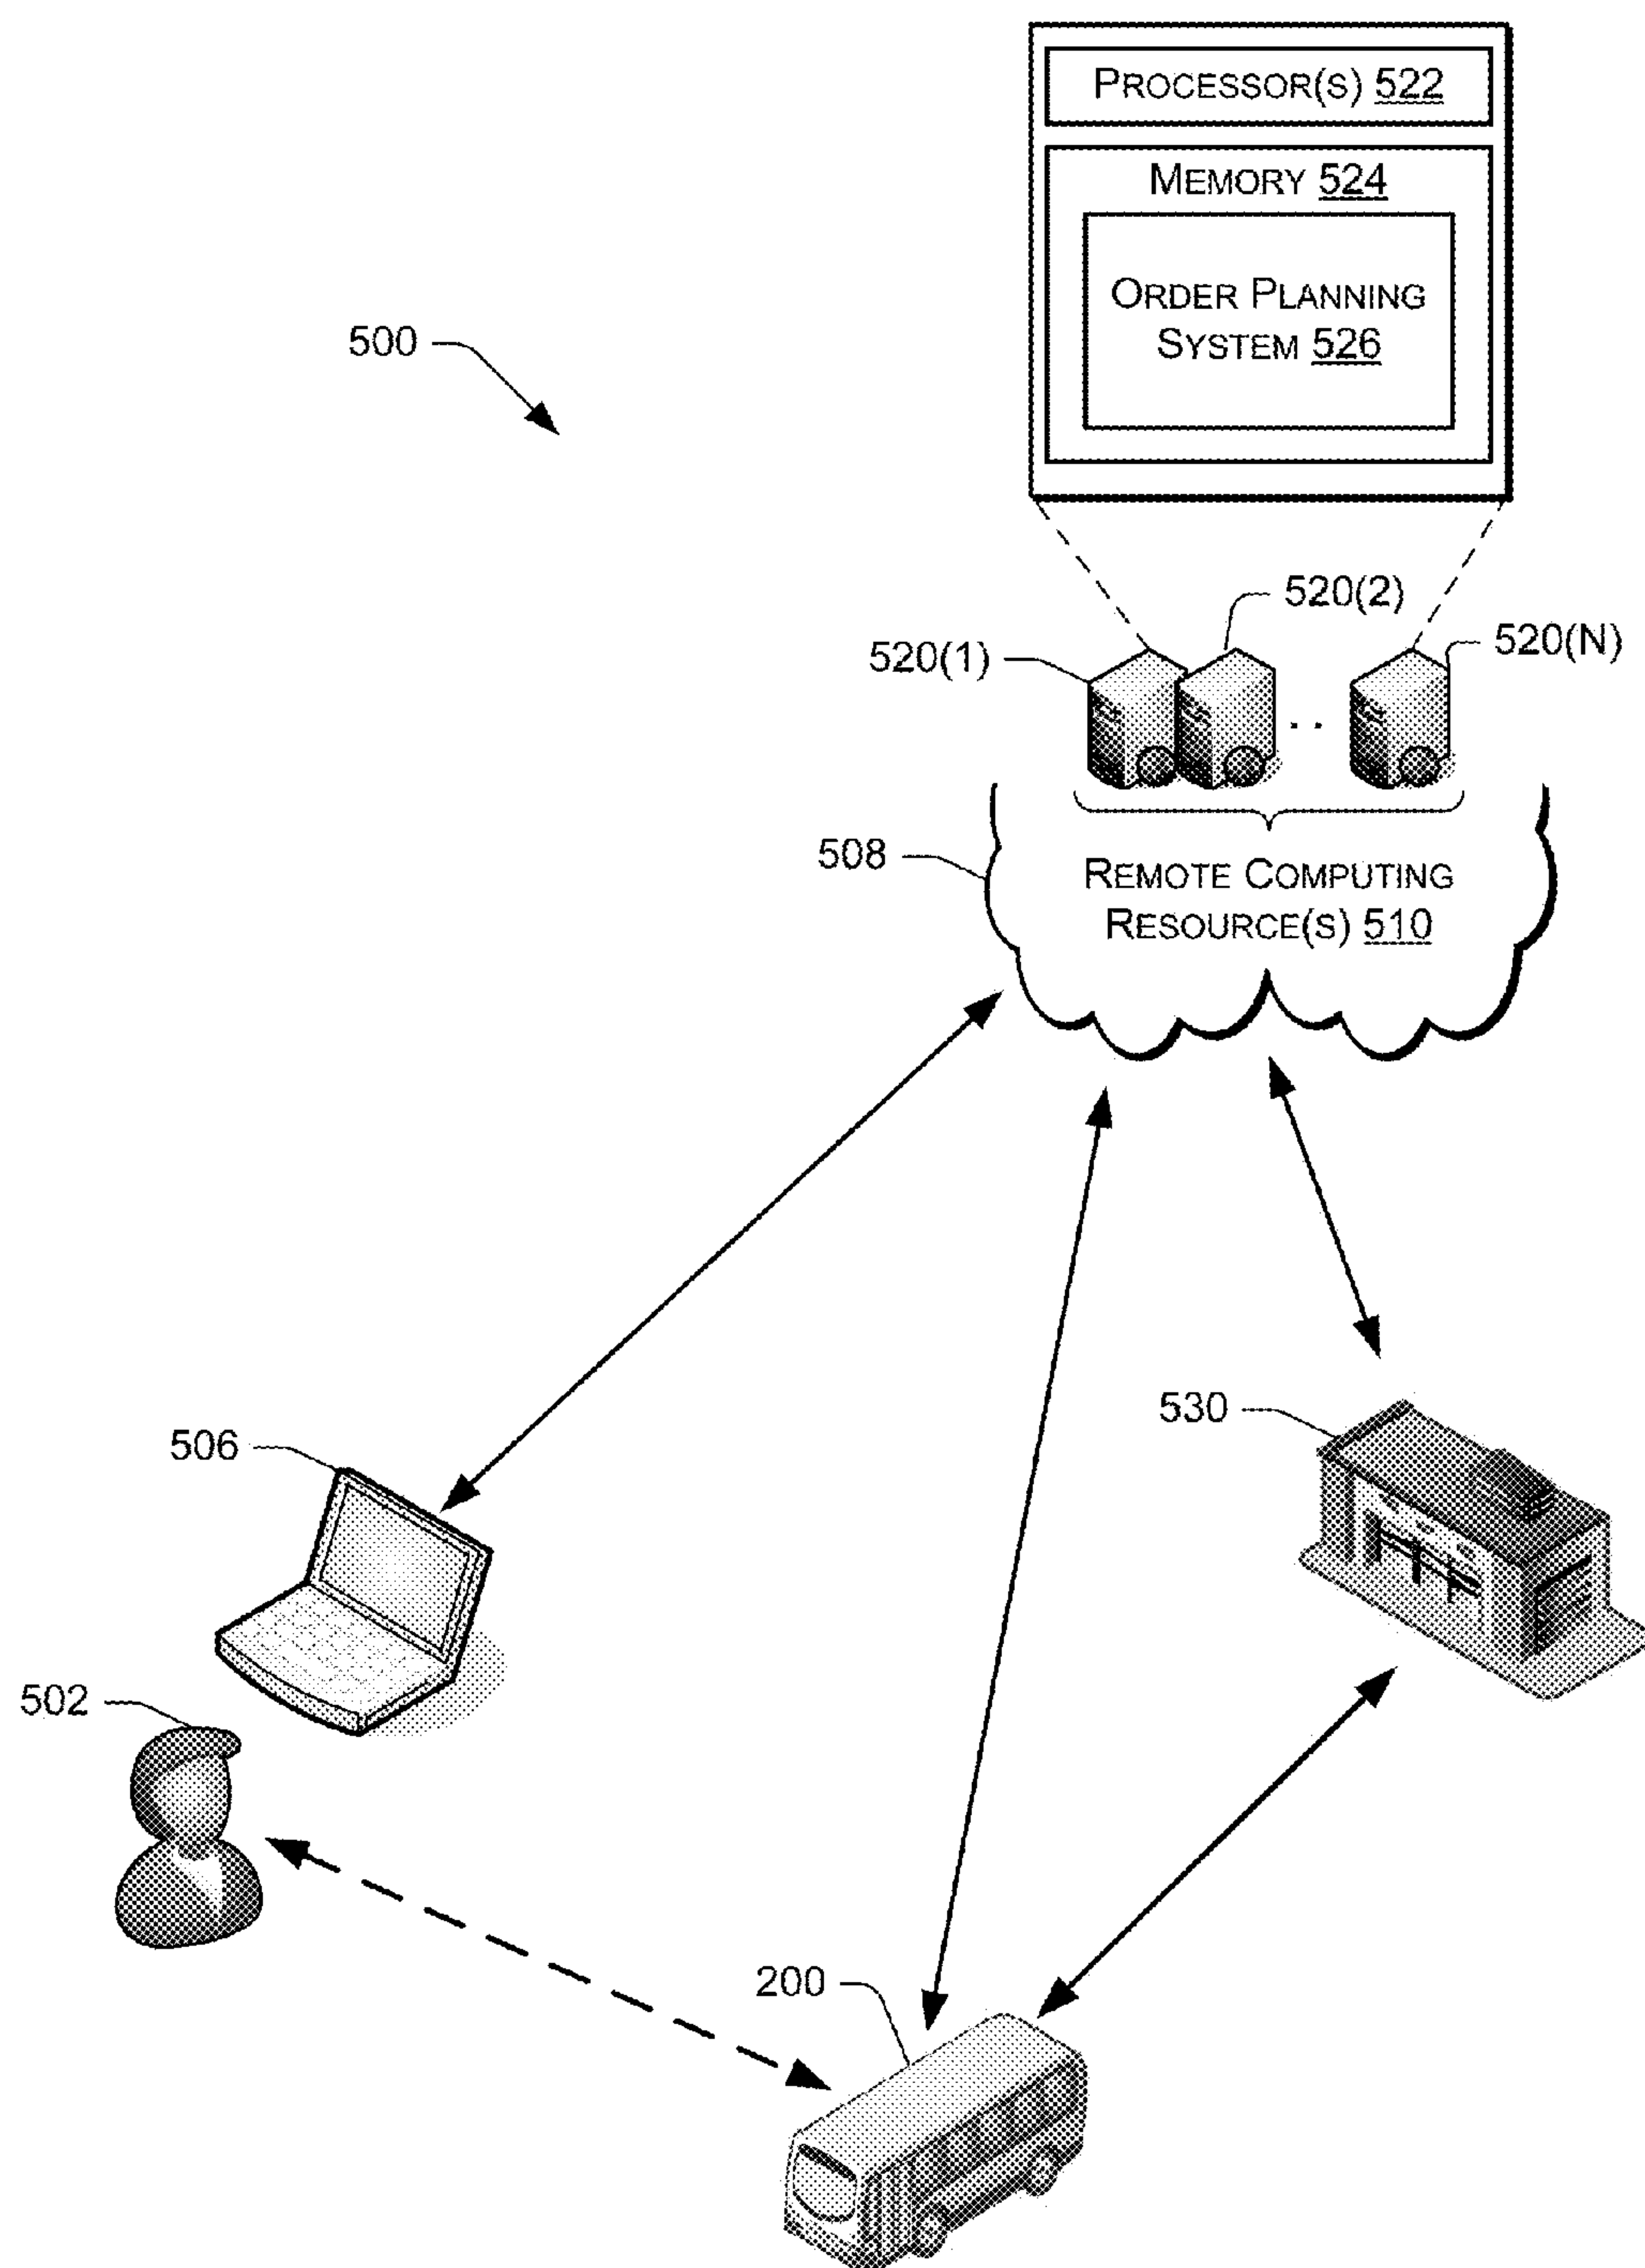 PROCESSOR(S) 522
MEMORY 524
ORDER PLANNING
SYSTEM 526
500
520(2)
520(1)
520(N)
508
REMOTE COMPUTING
RESOURCE(S) 510
530
506
502
200